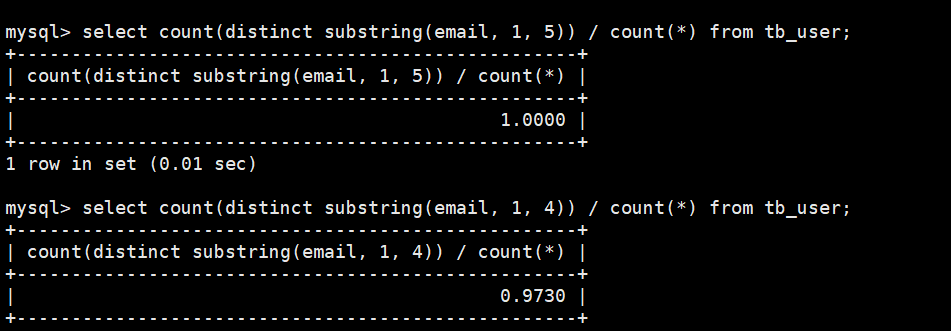 mysql> select count(distinct substring(email, 1, 5)) / count(*) from tb_user;
+---------------------------------------------------+
| count(distinct substring(email, 1, 5)) / count(*) |
+---------------------------------------------------+
|                                            1.0000 |
+---------------------------------------------------+
1 row in set (0.01 sec)
mysql> select count(distinct substring(email, 1, 4)) / count(*) from tb_user;
+---------------------------------------------------+
| count(distinct substring(email, 1, 4)) / count(*) |
+---------------------------------------------------+
|                                            0.9730 |
+---------------------------------------------------+